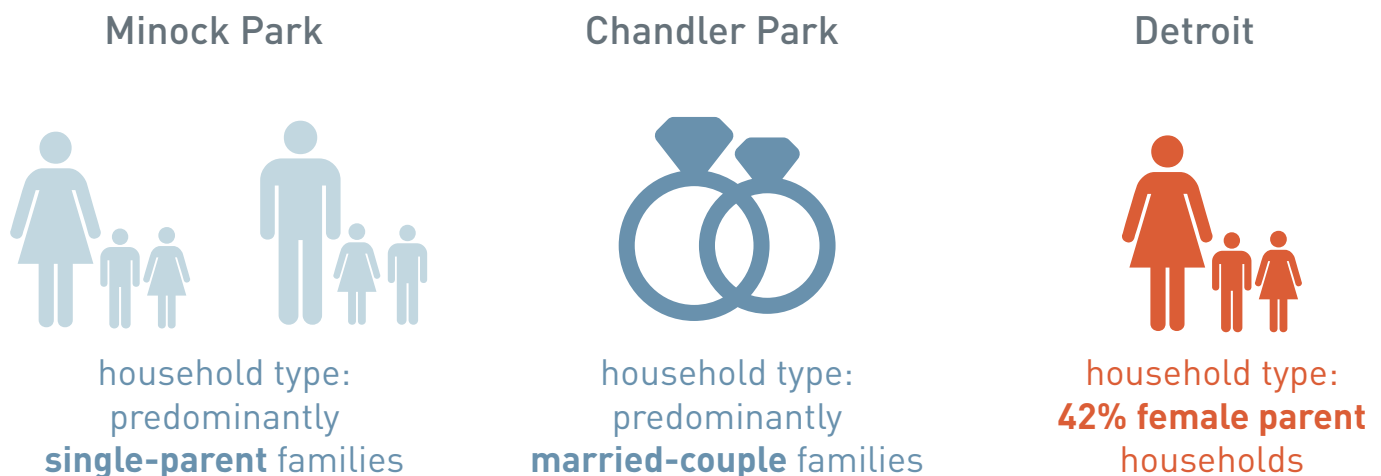 Minock Park
household type:
predominantly
single-parent families
Chandler Park
household type:
predominantly
married-couple families
Detroit
household type:
42% female parent
households